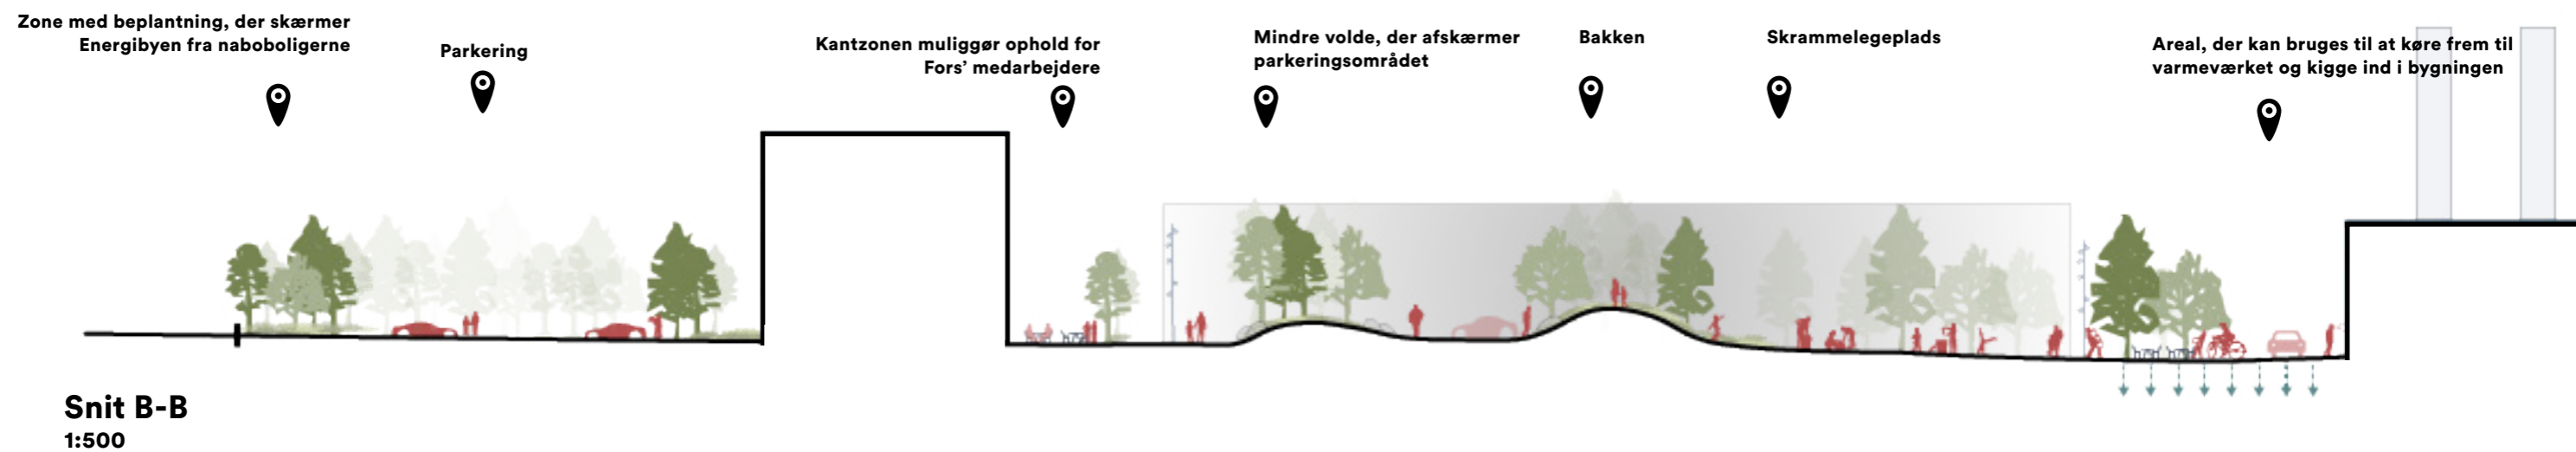 Zone med beplantning, der skærmer
Energibyen fra naboboligerne
Parkering
Kantzonen muliggør ophold for
Fors' medarbejdere
Mindre volde, der afskærmer
parkeringsområdet
Bakken
Skrammelegeplads
Areal, der kan bruges til at køre frem til
varmeværket og kigge ind i bygningen
Snit B-B
1:500